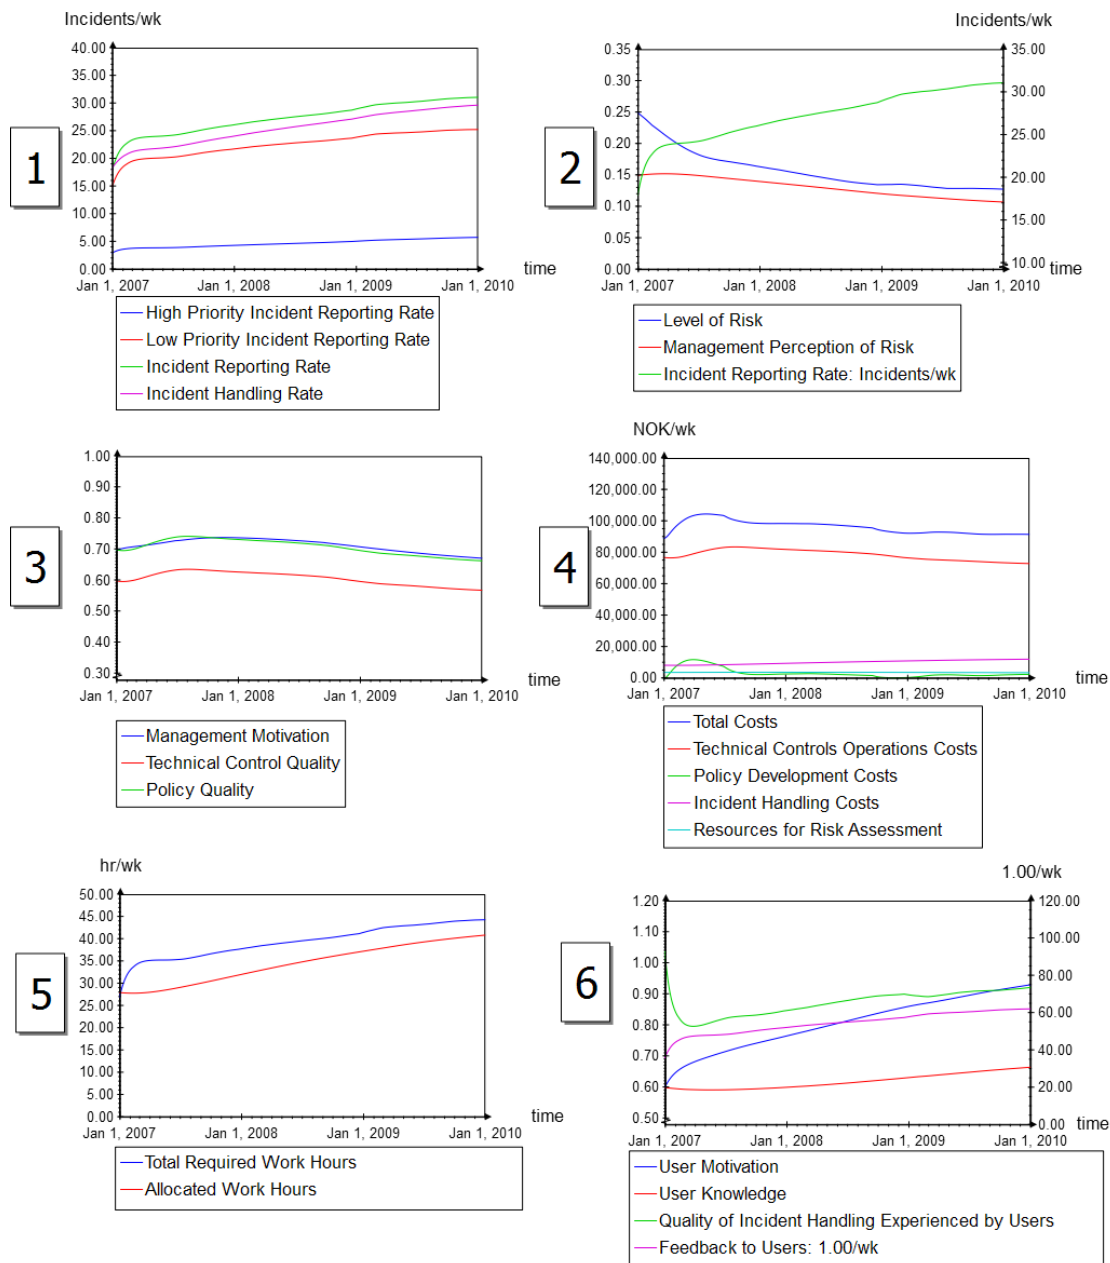 Incidents/wk
40.00
35.00
30.00
25.00
20.00
15.00
10.00
5.00
0.00
Jan 1, 2007 Jan 1, 2008 Jan 1, 2009 Jan 1, 2010
time
1
High Priority Incident Reporting Rate
Low Priority Incident Reporting Rate
Incident Reporting Rate
Incident Handling Rate
Incidents/wk
0.35
0.30
0.25
0.20
0.15
0.10
0.05
0.00
35.00
30.00
25.00
20.00
15.00
10.00
Jan 1, 2007 Jan 1, 2008 Jan 1, 2009 Jan 1, 2010
time
2
Level of Risk
Management Perception of Risk
Incident Reporting Rate: Incidents/wk
1.00
0.90
0.80
0.70
0.60
0.50
0.40
0.30
Jan 1, 2007 Jan 1, 2008 Jan 1, 2009 Jan 1, 2010
time
3
Management Motivation
Technical Control Quality
Policy Quality
NOK/wk
140,000.00
120,000.00
100,000.00
80,000.00
60,000.00
40,000.00
20,000.00
0.00
Jan 1, 2007 Jan 1, 2008 Jan 1, 2009 Jan 1, 2010
time
4
Total Costs
Technical Controls Operations Costs
Policy Development Costs
Incident Handling Costs
Resources for Risk Assessment
hr/wk
50.00
45.00
40.00
35.00
30.00
25.00
20.00
15.00
10.00
5.00
0.00
Jan 1, 2007 Jan 1, 2008 Jan 1, 2009 Jan 1, 2010
time
5
Total Required Work Hours
Allocated Work Hours
1.00/wk
1.20
1.10
1.00
0.90
0.80
0.70
0.60
0.50
120.00
100.00
80.00
60.00
40.00
20.00
0.00
Jan 1, 2007 Jan 1, 2008 Jan 1, 2009 Jan 1, 2010
time
6
User Motivation
User Knowledge
Quality of Incident Handling Experienced by Users
Feedback to Users: 1.00/wk